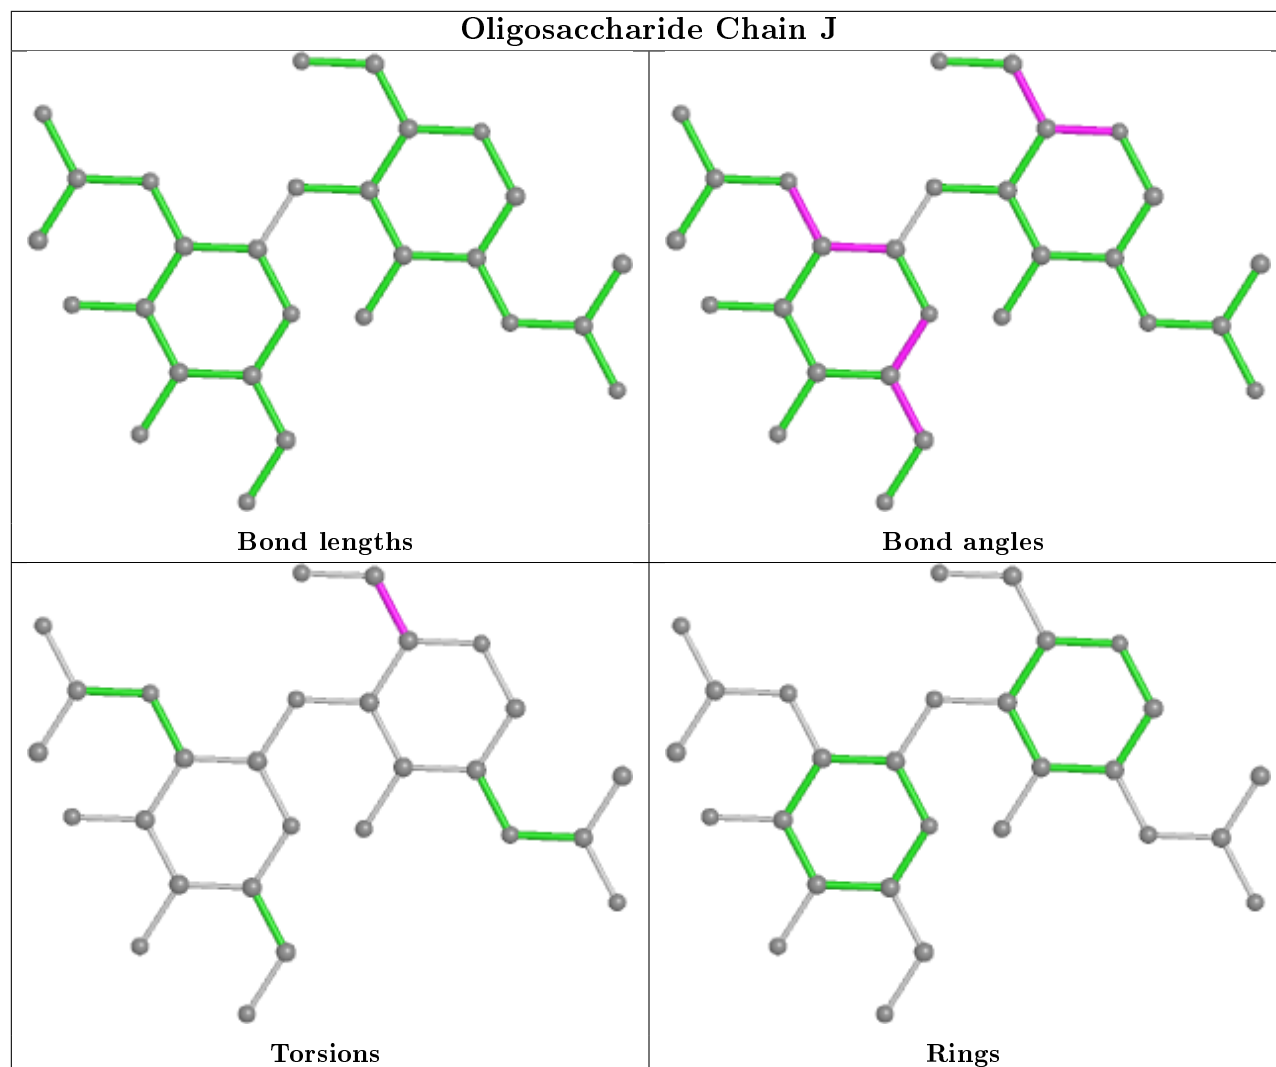 Oligosaccharide Chain J
Bond lengths
Bond angles
Torsions
Rings